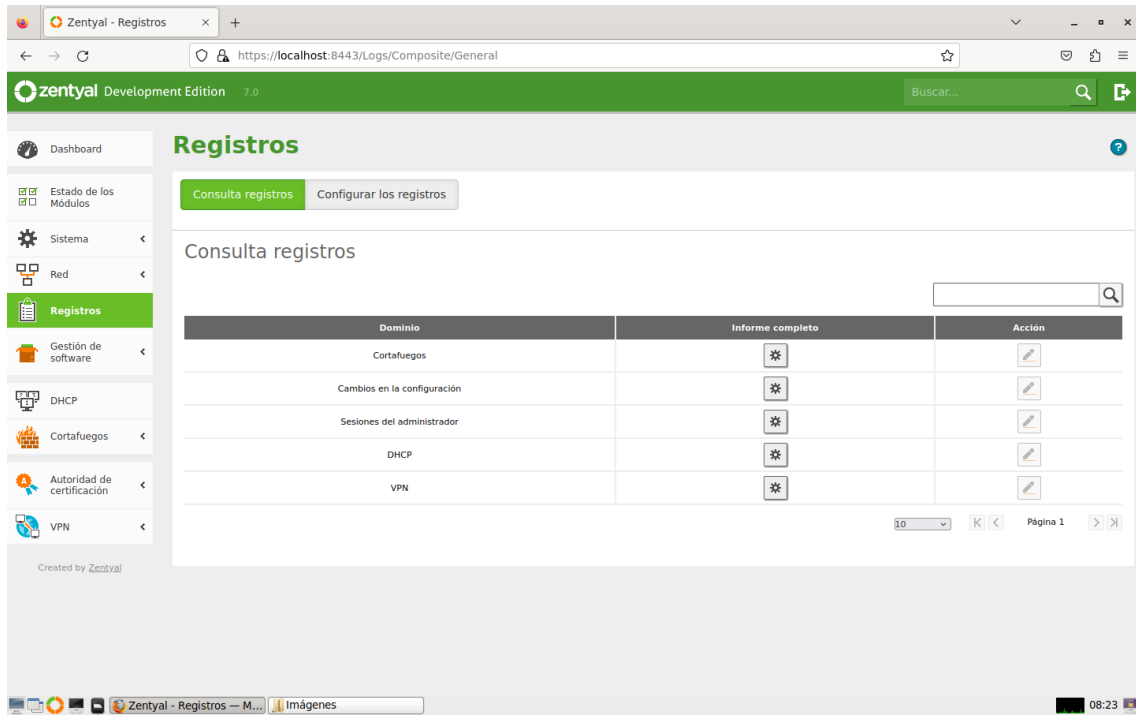 Zentyal - Registros
https://localhost:8443/Logs/Composite/General
zentyal Development Edition 7.0
Buscar...
Dashboard
Estado de los
Módulos
Sistema
Red
Registros
Gestión de
software
DHCP
Cortafuegos
Autoridad de
certificación
VPN
Created by Zentyal
Registros
Consulta registros
Configurar los registros
Consulta registros
Dominio Informe completo Acción
Cortafuegos
Cambios en la configuración
Sesiones del administrador
DHCP
VPN
10 Página 1
Zentyal - Registros — M...
Imágenes
08:23